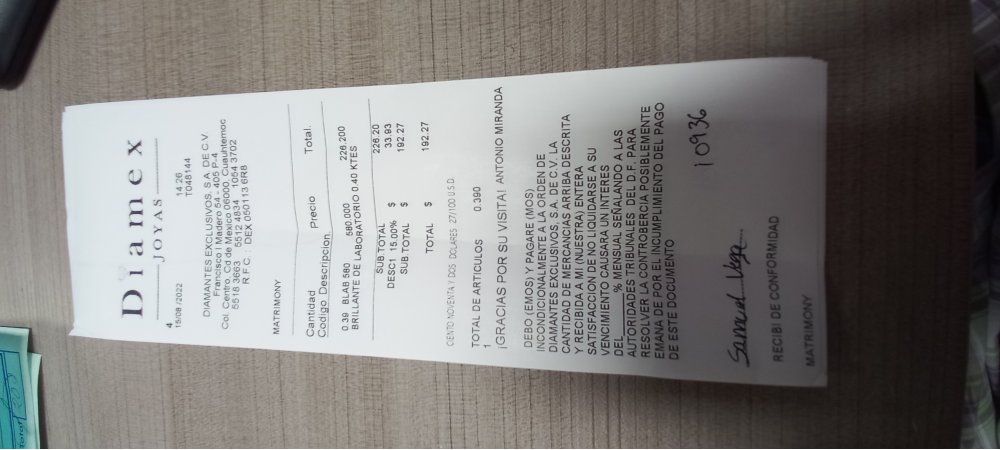 Diamex
JOYAS
4
15/08/2022 14:26
T048144
DIAMANTES EXCLUSIVOS, S.A. DE C.V.
Francisco I Madero 54 - 405 P-4
Col. Centro Cd de Mexico 06000, Cuauhtemoc
5518 3663 5512 4834 1054 3702
R.F.C. : DEX 050113 6R8
MATRIMONY
Cantidad Precio Total.
Codigo Descripcion
0.39 BLAB 580 580.000 226.200
BRILLANTE DE LABORATORIO 0.40 KTES
SUB.TOTAL 226.20
DESC1 15.00% $ 33.93
SUB.TOTAL $ 192.27
TOTAL $ 192.27
CIENTO NOVENTA Y DOS DOLARES 27/100 U.S.D.
TOTAL DE ARTICULOS 0.390
1
¡GRACIAS POR SU VISITA! ANTONIO MIRANDA
DEBO (EMOS) Y PAGARE (MOS)
INCONDICIONALMENTE A LA ORDEN DE
DIAMANTES EXCLUSIVOS, S.A. DE C.V. LA
CANTIDAD DE MERCANCIAS ARRIBA DESCRITA
Y RECIBIDA A MI (NUESTRA) ENTERA
SATISFACCION DE NO LIQUIDARSE A SU
VENCIMIENTO CAUSARA UN INTERES
DEL % MENSUAL SEÑALANDO A LAS
AUTORIDADES TRIBUNALES DEL D.F. PARA
RESOLVER LA CONTROBERCIA POSIBLEMENTE
EMANA DE POR EL INCUMPLIMIENTO DEL PAGO
DE ESTE DOCUMENTO
Samuel Vega 10936
RECIBI DE CONFORMIDAD
MATRIMONY